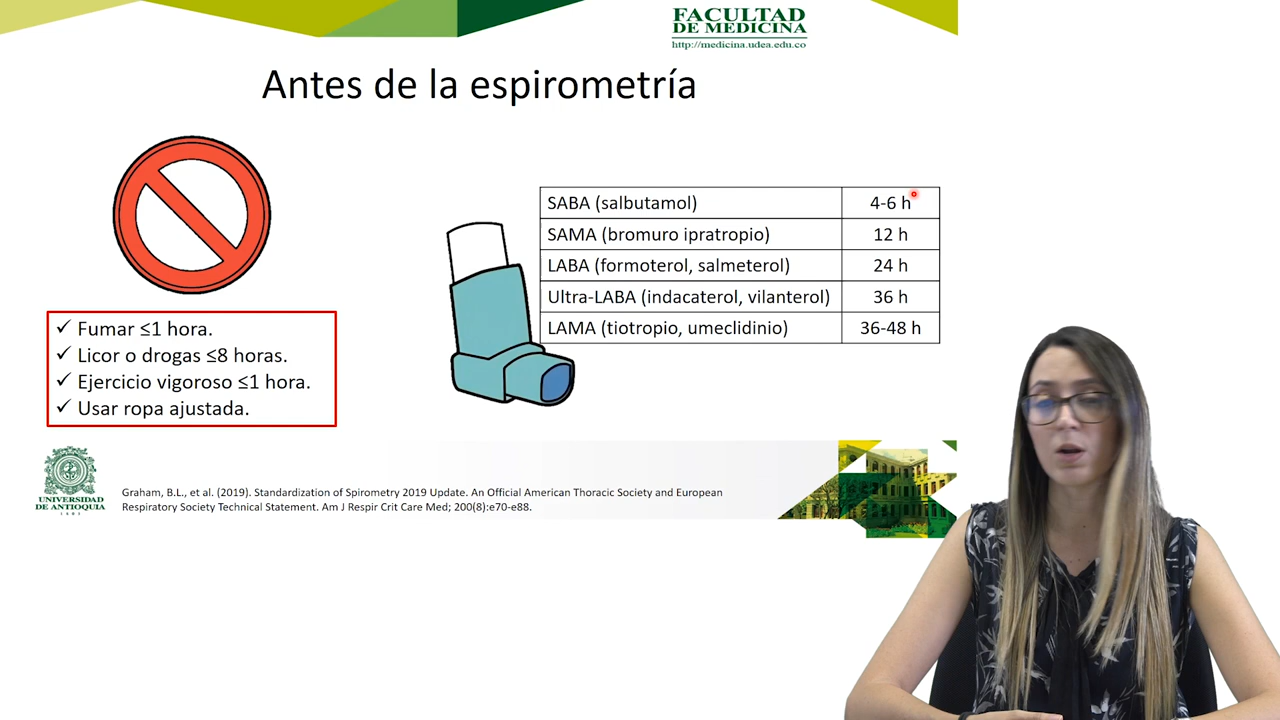 FACULTAD
DE MEDICINA
http://medicina.udea.edu.co
Antes de la espirometría
✓ Fumar ≤1 hora.
✓ Licor o drogas ≤8 horas.
✓ Ejercicio vigoroso ≤1 hora.
✓ Usar ropa ajustada.
SABA (salbutamol) 4-6 h
SAMA (bromuro ipratropio) 12 h
LABA (formoterol, salmeterol) 24 h
Ultra-LABA (indacaterol, vilanterol) 36 h
LAMA (tiotropio, umeclidinio) 36-48 h
UNIVERSIDAD
DE ANTIOQUIA
1803
Graham, B.L., et al. (2019). Standardization of Spirometry 2019 Update. An Official American Thoracic Society and European
Respiratory Society Technical Statement. Am J Respir Crit Care Med; 200(8):e70-e88.